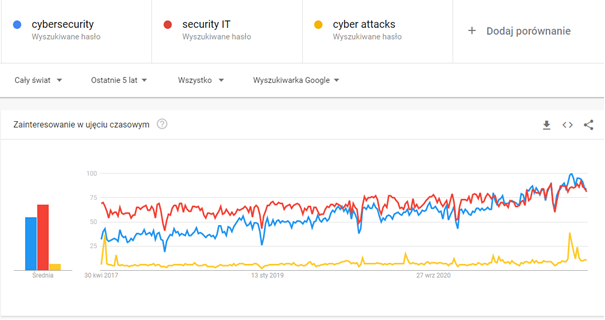 cybersecurity
Wyszukiwane hasło
security IT
Wyszukiwane hasło
cyber attacks
Wyszukiwane hasło
+ Dodaj porównanie
Cały świat
Ostatnie 5 lat
Wszystko
Wyszukiwarka Google
Zainteresowanie w ujęciu czasowym
100
75
50
25
Średnia
30 kwi 2017
13 sty 2019
27 wrz 2020